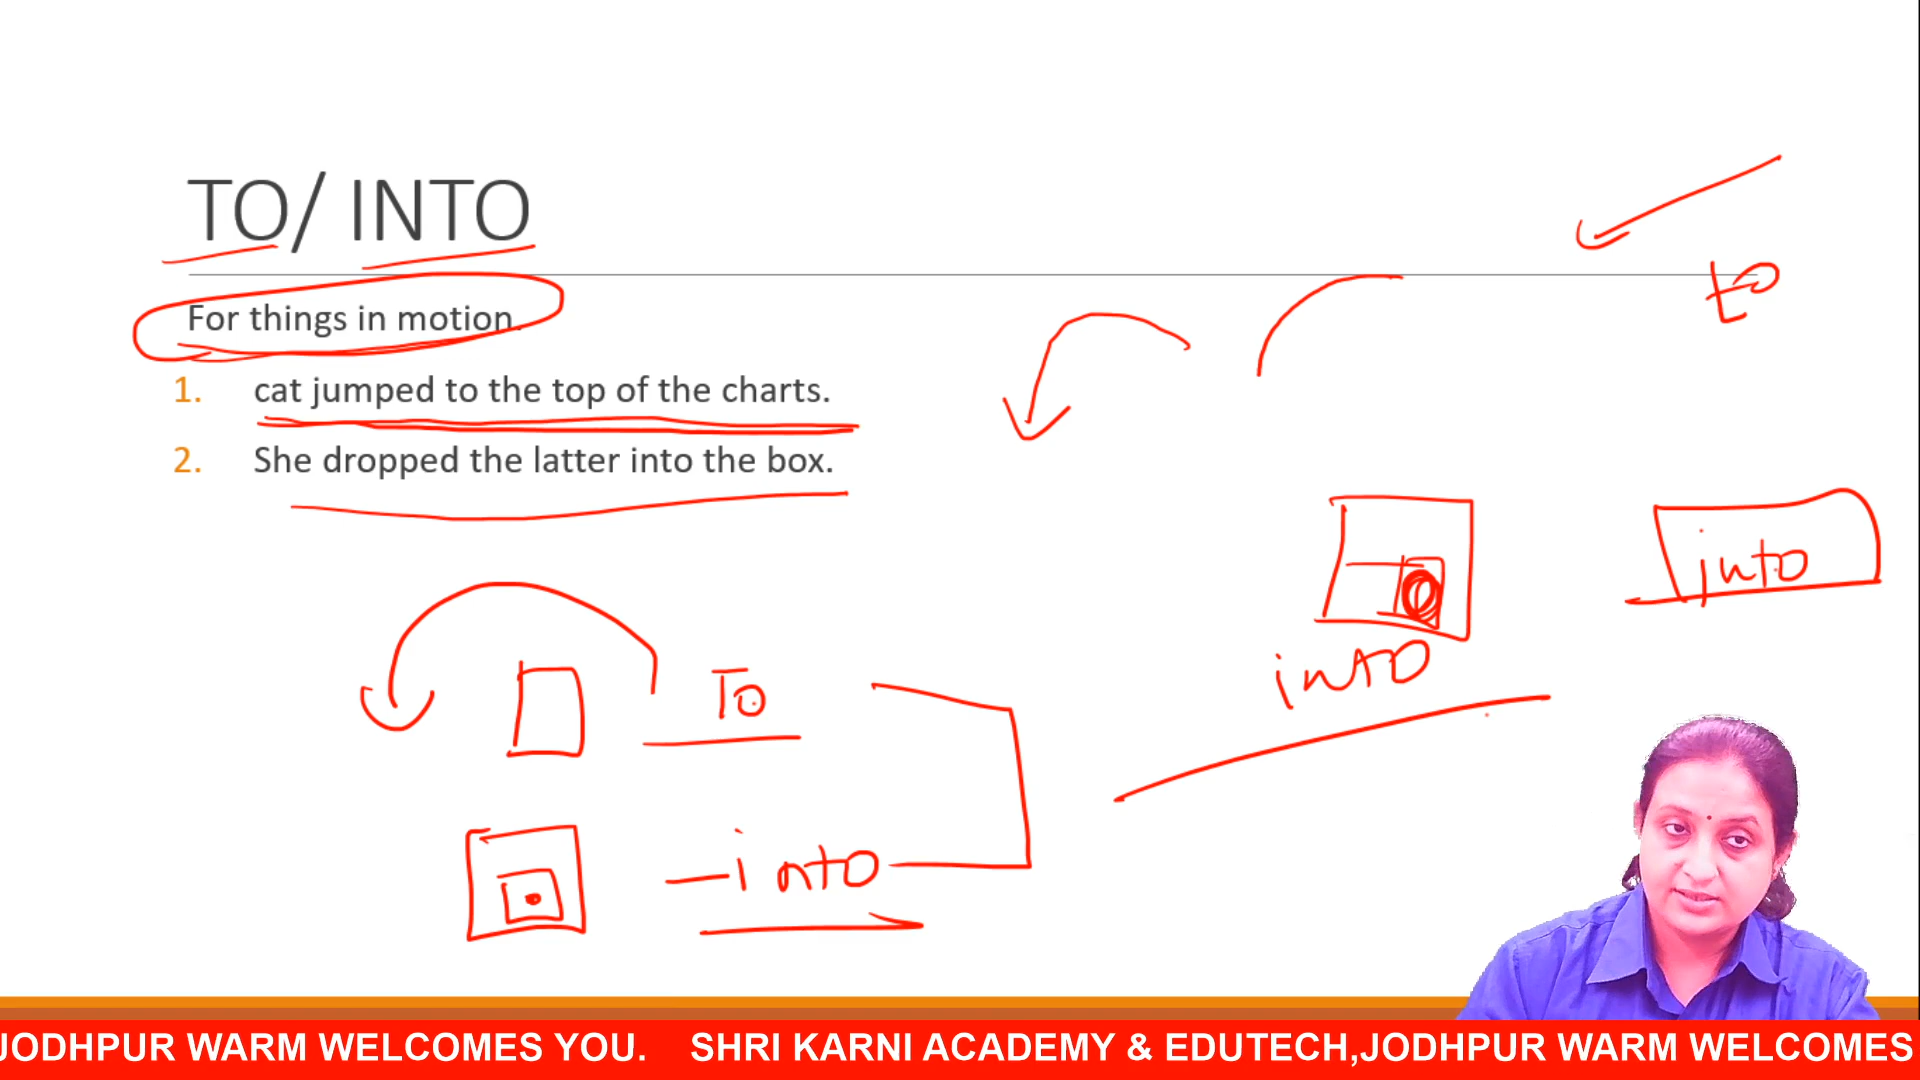 TO/ INTO
For things in motion.
1. cat jumped to the top of the charts.
2. She dropped the latter into the box.
to
into
into
To
into
JODHPUR WARM WELCOMES YOU. SHRI KARNI ACADEMY & EDUTECH,JODHPUR WARM WELCOMES